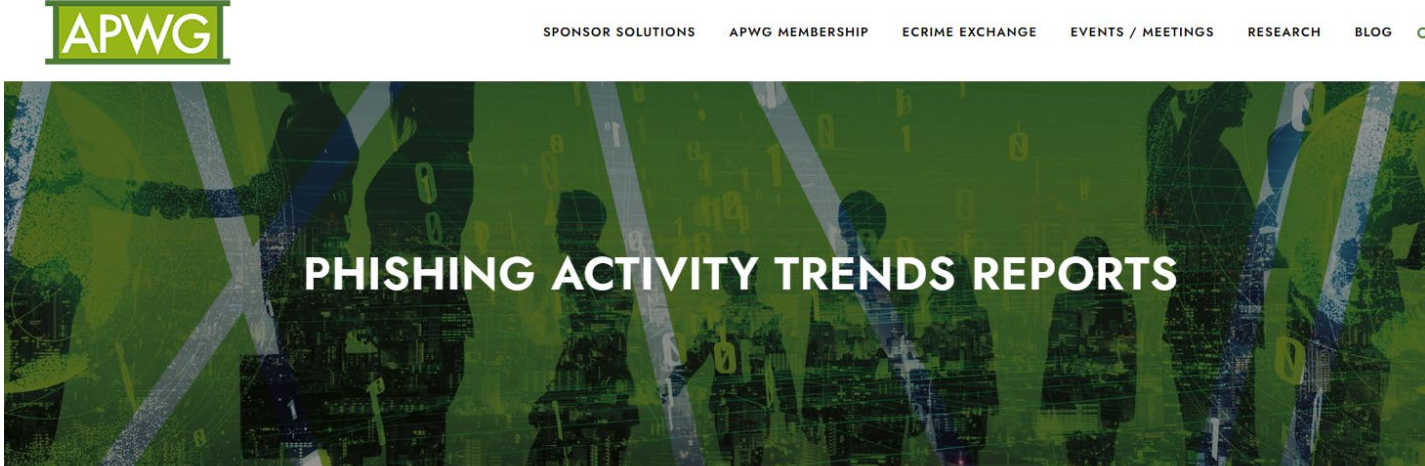 APWG
SPONSOR SOLUTIONS APWG MEMBERSHIP ECRIME EXCHANGE EVENTS / MEETINGS RESEARCH BLOG
PHISHING ACTIVITY TRENDS REPORTS